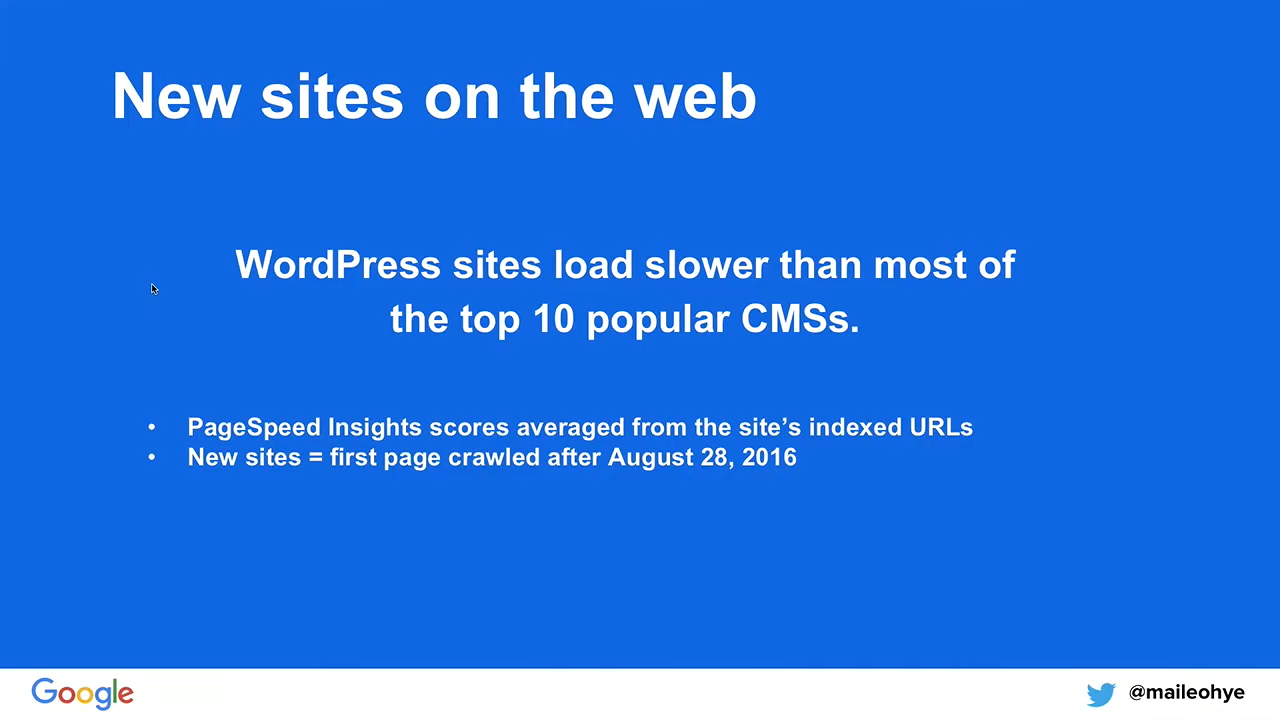 New sites on the web
WordPress sites load slower than most of
the top 10 popular CMSs.
• PageSpeed Insights scores averaged from the site’s indexed URLs
• New sites = first page crawled after August 28, 2016
Google
@maileohye